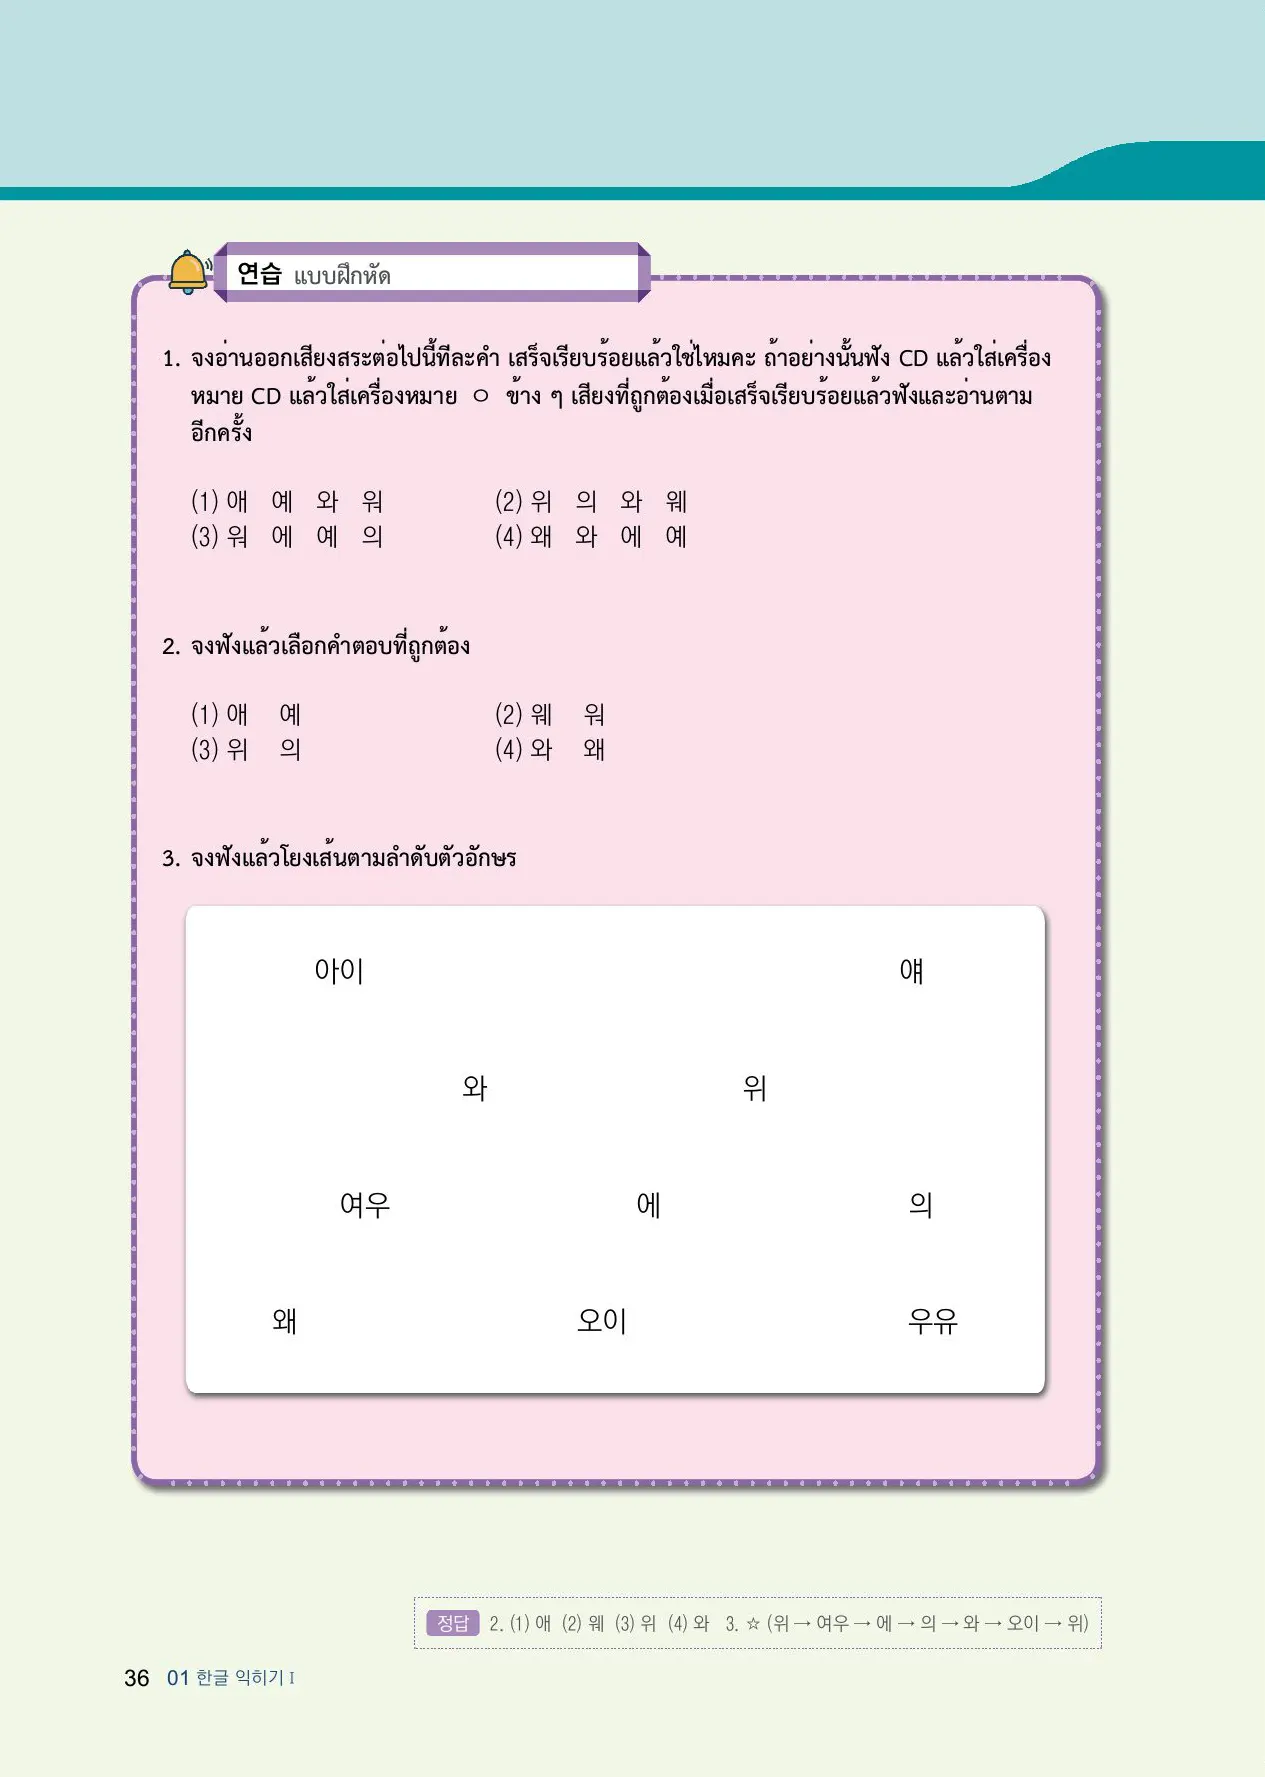 연습 แบบฝึกหัด
1. จงอ่านออกเสียงสระต่อไปนี้ทีละคำ เสร็จเรียบร้อยแล้วใช่ไหมคะ ถ้าอย่างนั้นฟัง CD แล้วใส่เครื่อง
หมาย CD แล้วใส่เครื่องหมาย ㅇ ข้าง ๆ เสียงที่ถูกต้องเมื่อเสร็จเรียบร้อยแล้วฟังและอ่านตาม
อีกครั้ง
(1) 애 예 와 워 (2) 위 의 와 웨
(3) 워 에 예 의 (4) 왜 와 에 예
2. จงฟังแล้วเลือกคำตอบที่ถูกต้อง
(1) 애 예 (2) 웨 워
(3) 위 의 (4) 와 왜
3. จงฟังแล้วโยงเส้นตามลำดับตัวอักษร
아이 얘
와 위
여우 에 의
왜 오이 우유
정답 2. (1) 애 (2) 웨 (3) 위 (4) 와 3. ☆ (위 → 여우 → 에 → 의 → 와 → 오이 → 위)
36 01 한글 익히기 I